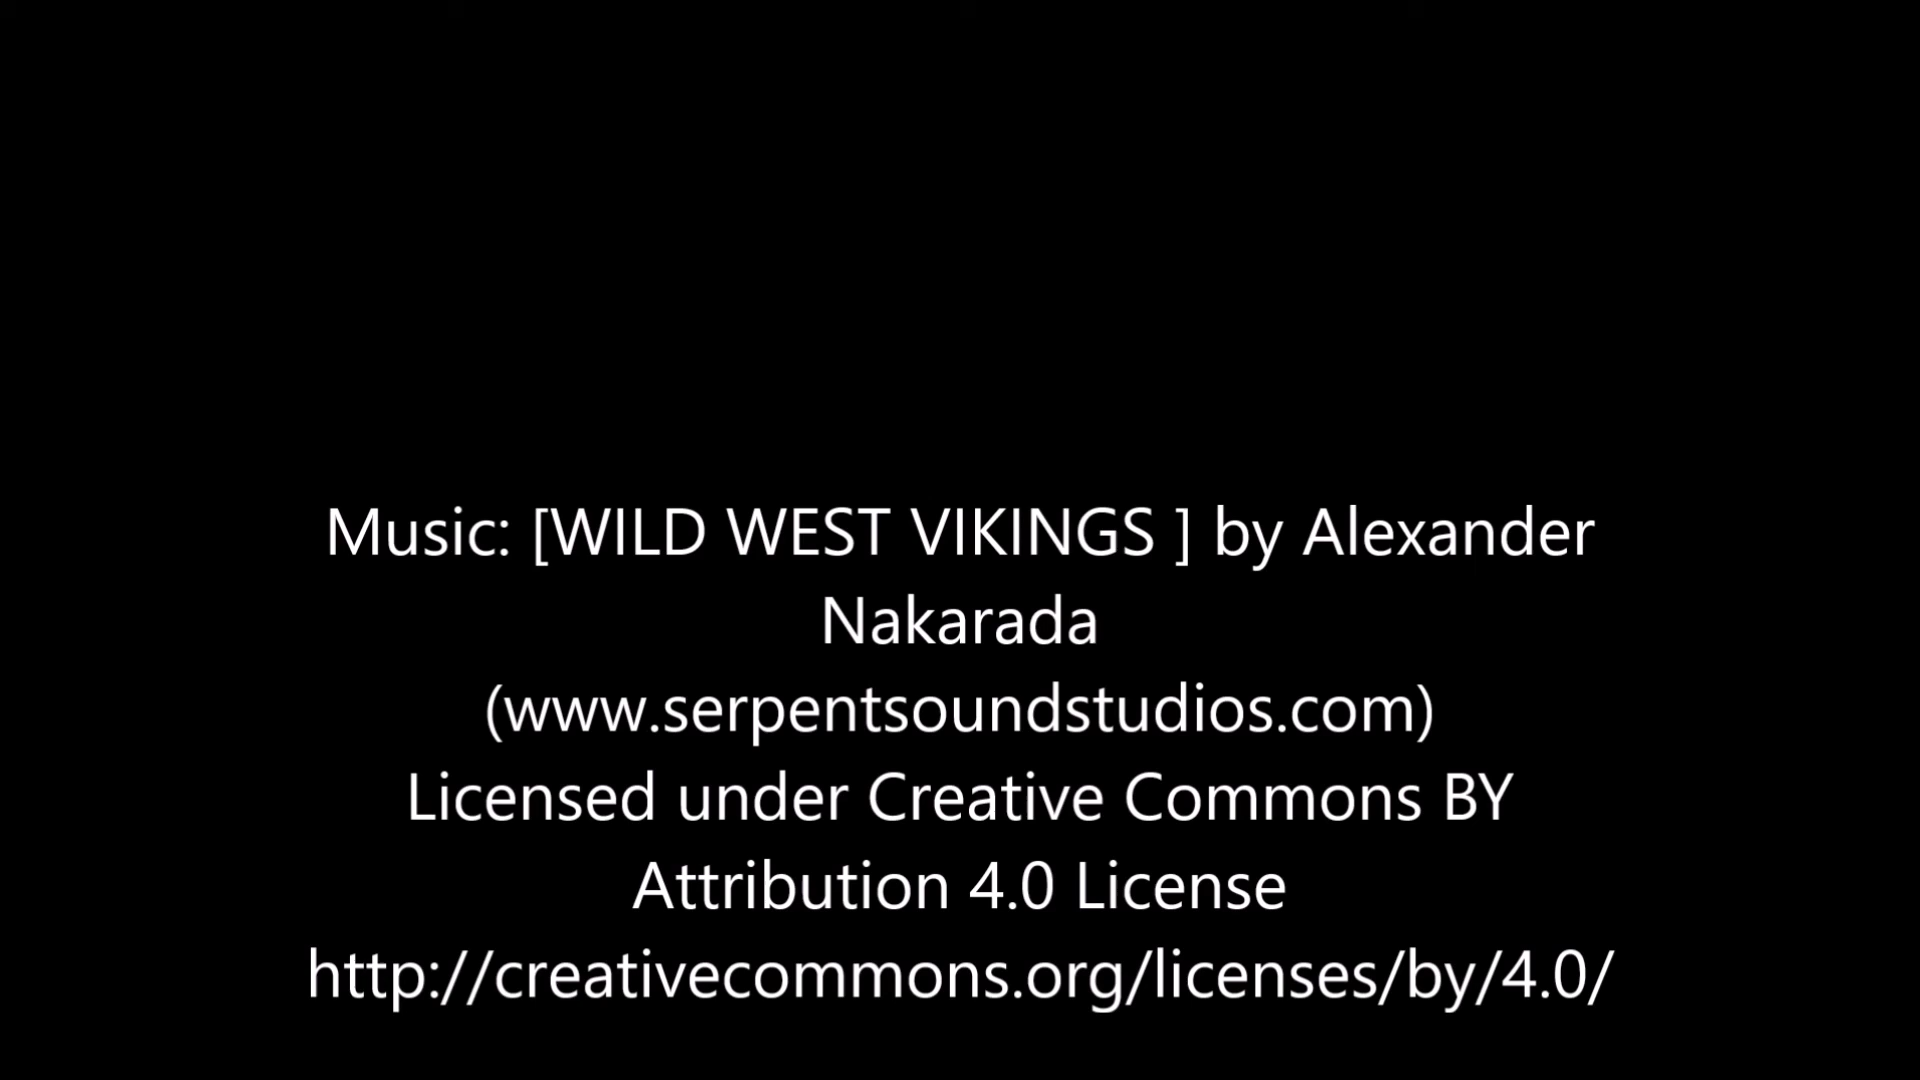 Music: [WILD WEST VIKINGS ] by Alexander
Nakarada
(www.serpentsoundstudios.com)
Licensed under Creative Commons BY
Attribution 4.0 License
http://creativecommons.org/licenses/by/4.0/